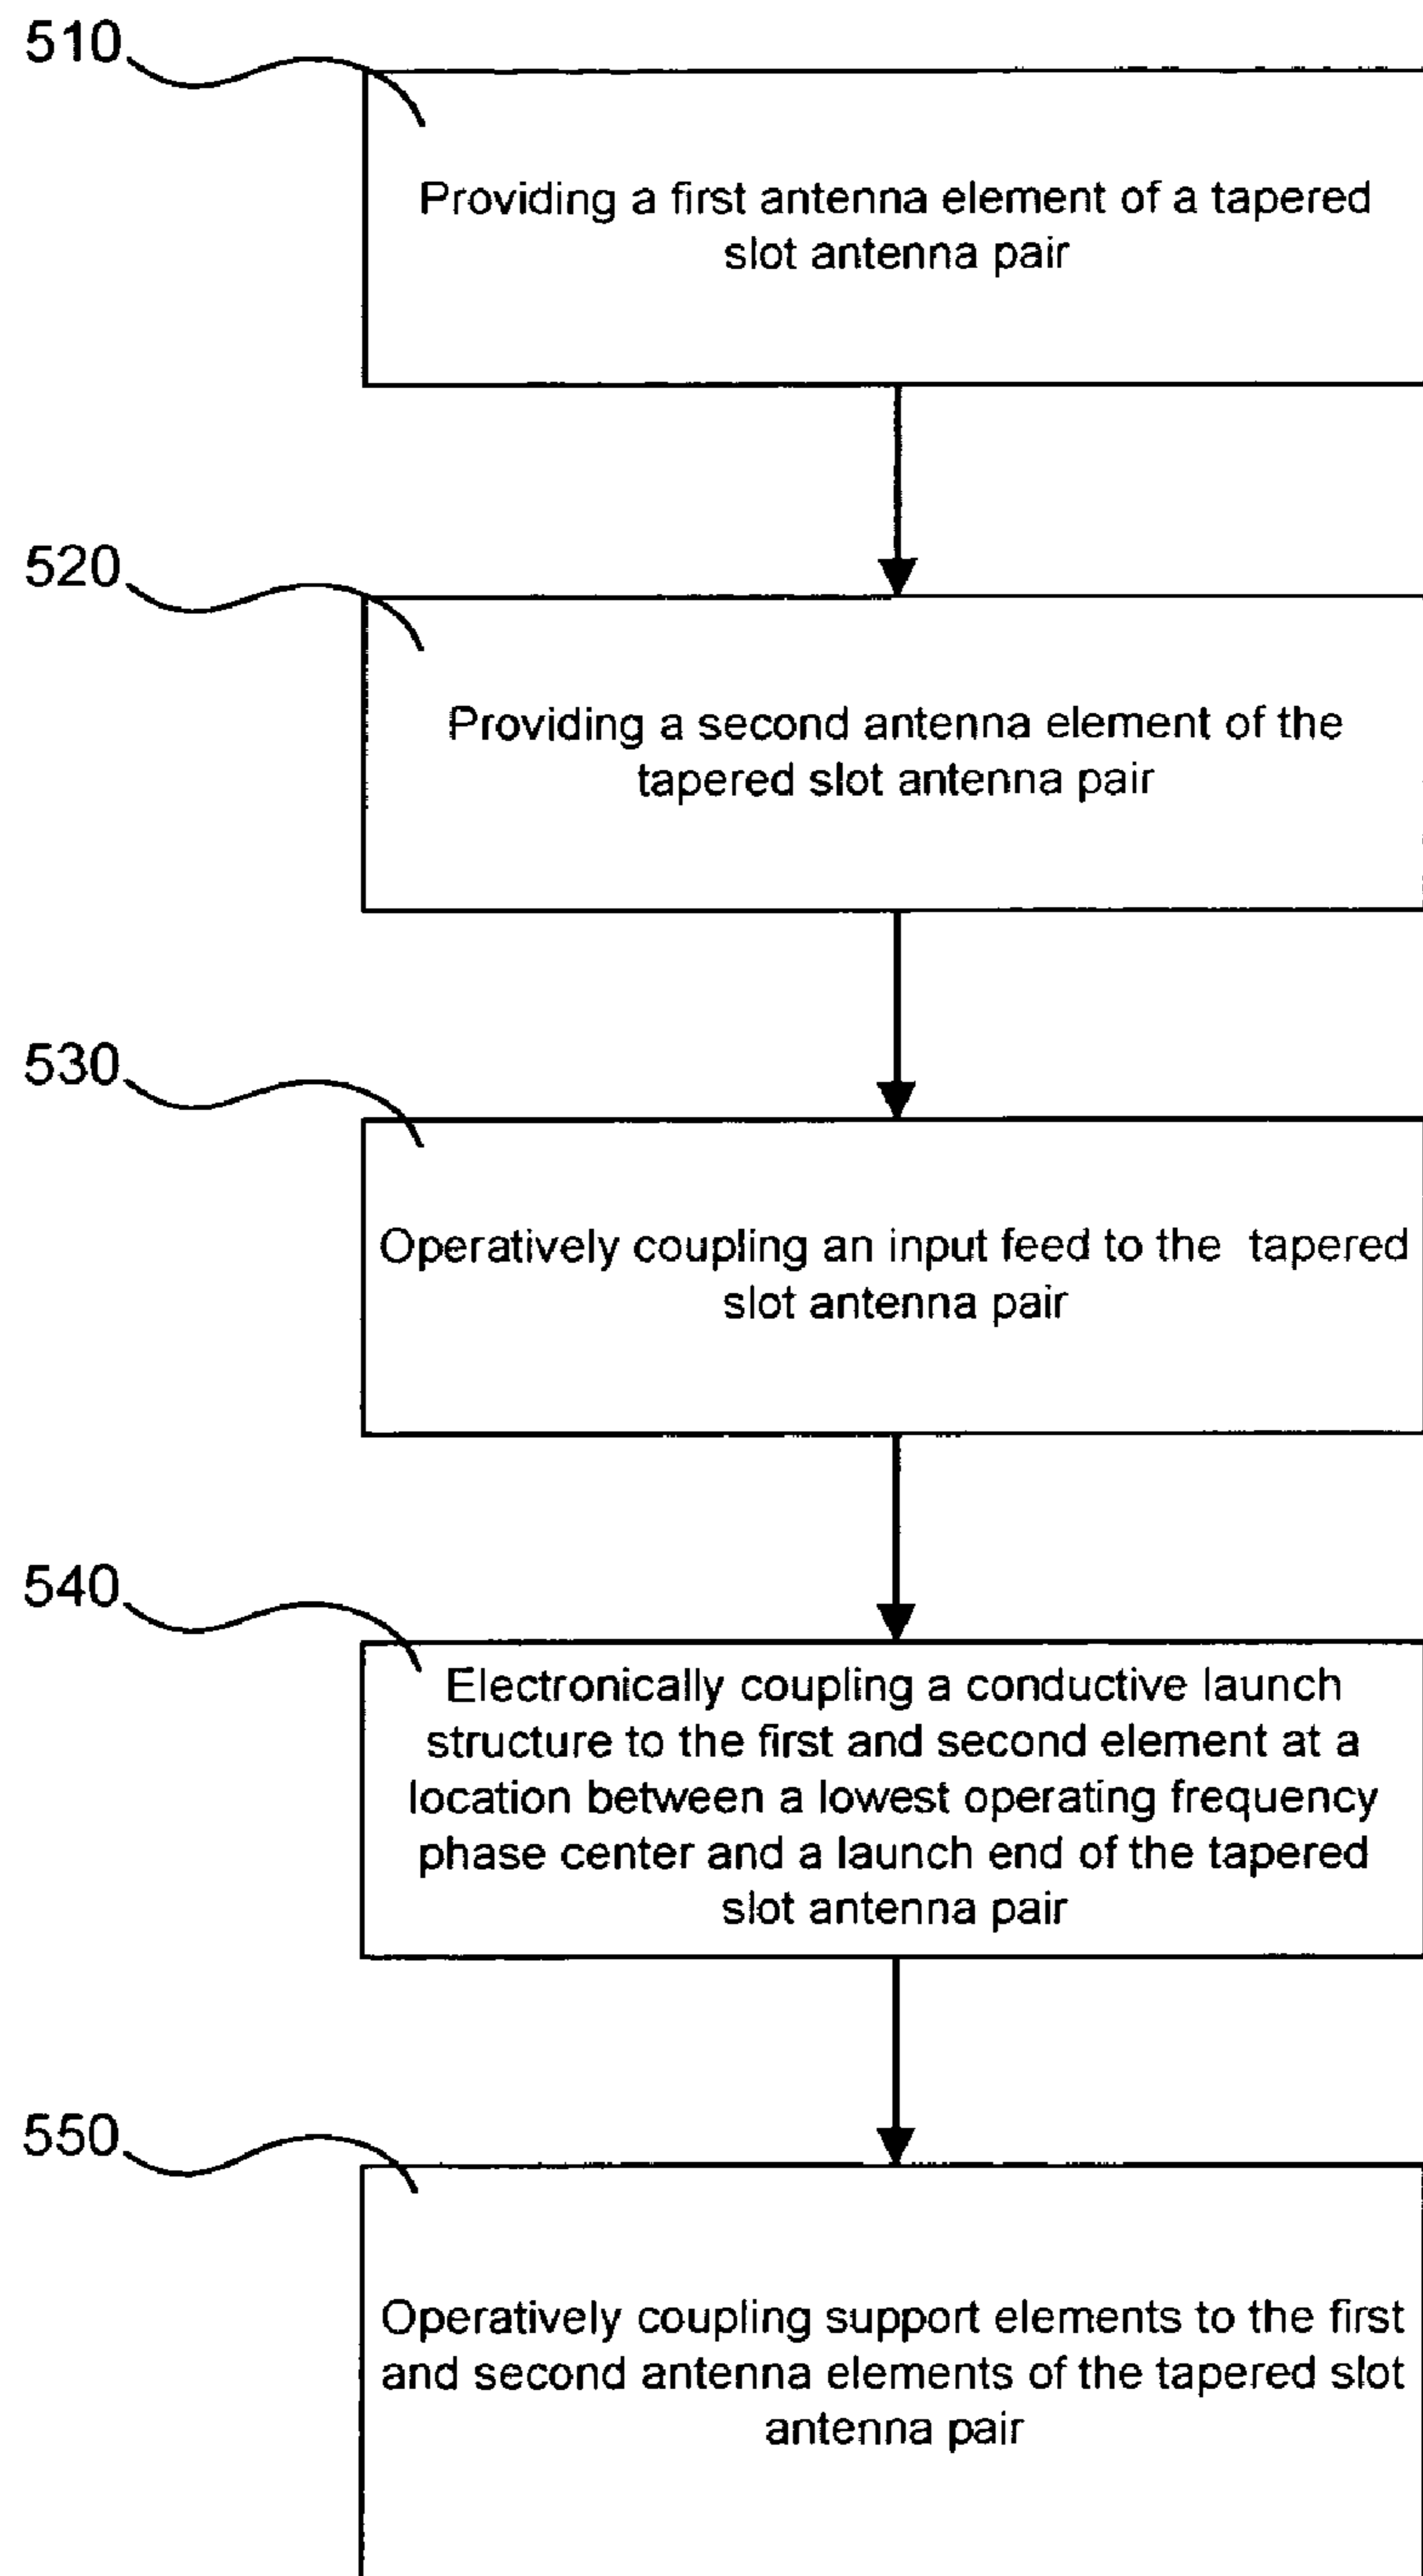 510
Providing a first antenna element of a tapered
slot antenna pair
520
Providing a second antenna element of the
tapered slot antenna pair
530
Operatively coupling an input feed to the tapered
slot antenna pair
540
Electronically coupling a conductive launch
structure to the first and second element at a
location between a lowest operating frequency
phase center and a launch end of the tapered
slot antenna pair
550
Operatively coupling support elements to the first
and second antenna elements of the tapered slot
antenna pair